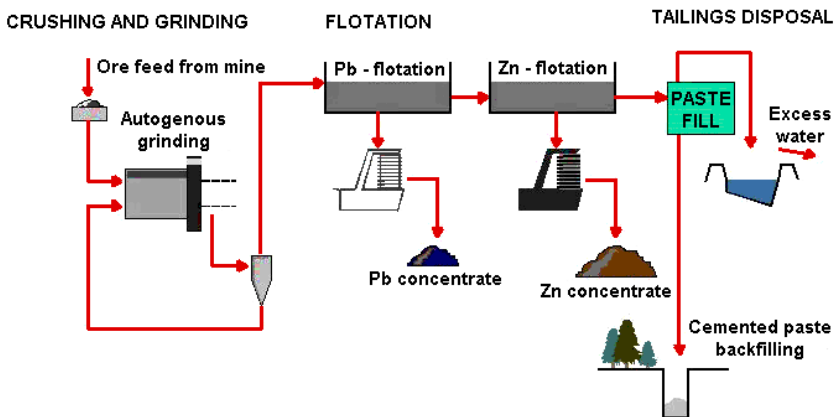 CRUSHING AND GRINDING
Ore feed from mine
Autogenous
grinding
FLOTATION
Pb - flotation
Zn - flotation
Pb concentrate
Zn concentrate
TAILINGS DISPOSAL
PASTE
FILL
Excess
water
Cemented paste
backfilling